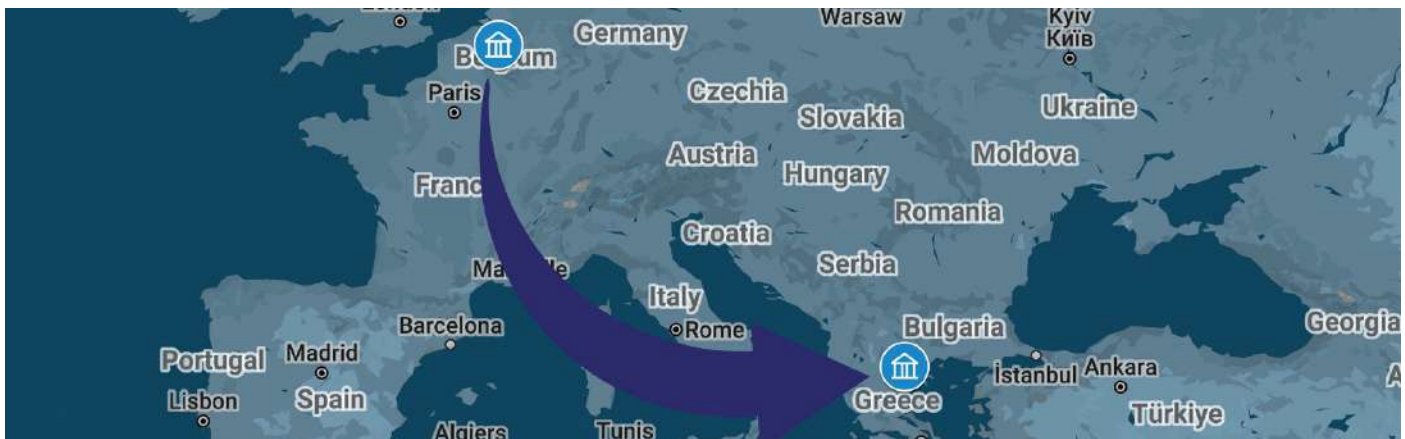 Warsaw
Kyiv
Київ
Germany
Paris
Czechia
Ukraine
Slovakia
Austria
Moldova
Hungary
Romania
Croatia
Serbia
Italy
Rome
Barcelona
Bulgaria
Georgia
Portugal
Madrid
İstanbul
Ankara
Lisbon
Spain
Greece
Türkiye
Algiers
Tunis